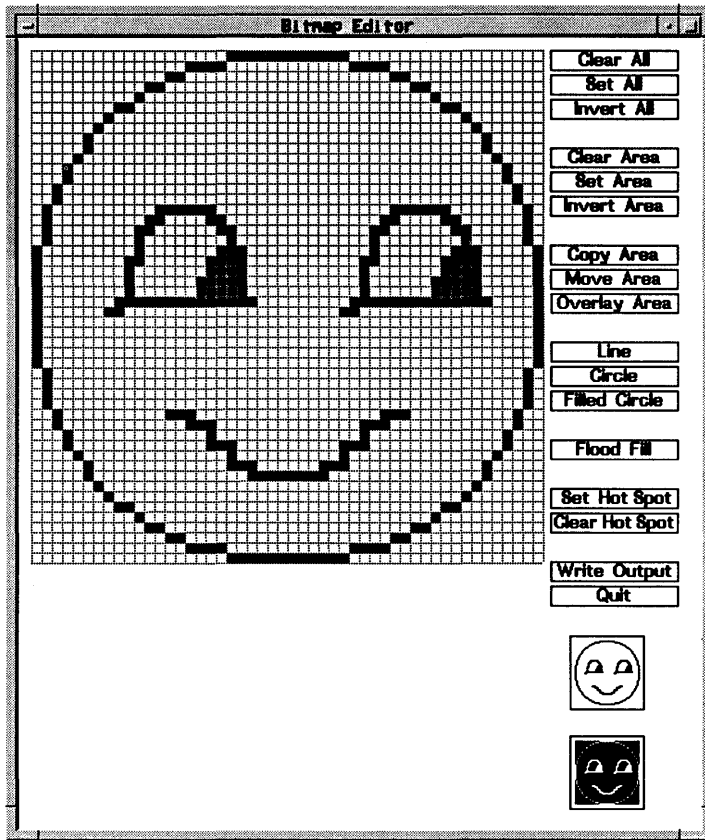 Bitmap Editor
Clear All
Set All
Invert All
Clear Area
Set Area
Invert Area
Copy Area
Move Area
Overlay Area
Line
Circle
Filled Circle
Flood Fill
Set Hot Spot
Clear Hot Spot
Write Output
Quit